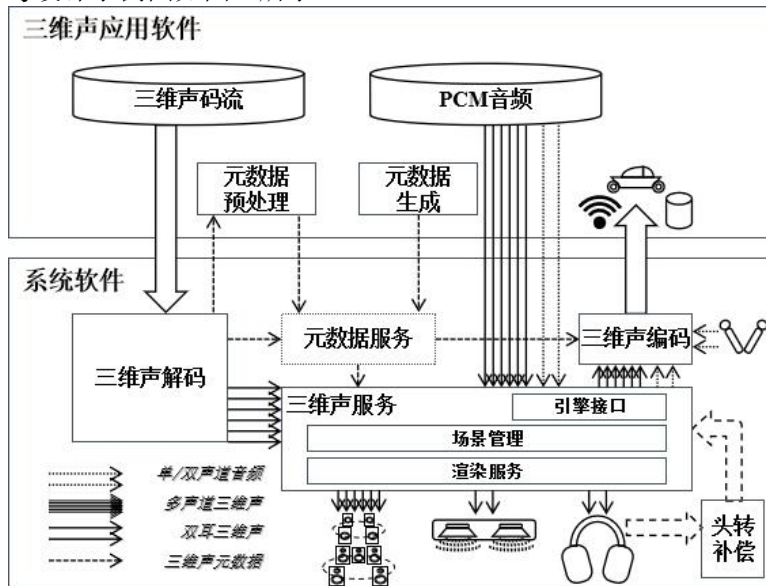 三维声应用软件
三维声码流
PCM音频
元数据
预处理
元数据
生成
系统软件
三维声解码
元数据服务
三维声编码
三维声服务
引擎接口
场景管理
渲染服务
单/双声道音频
多声道三维声
双耳三维声
三维声元数据
头转
补偿